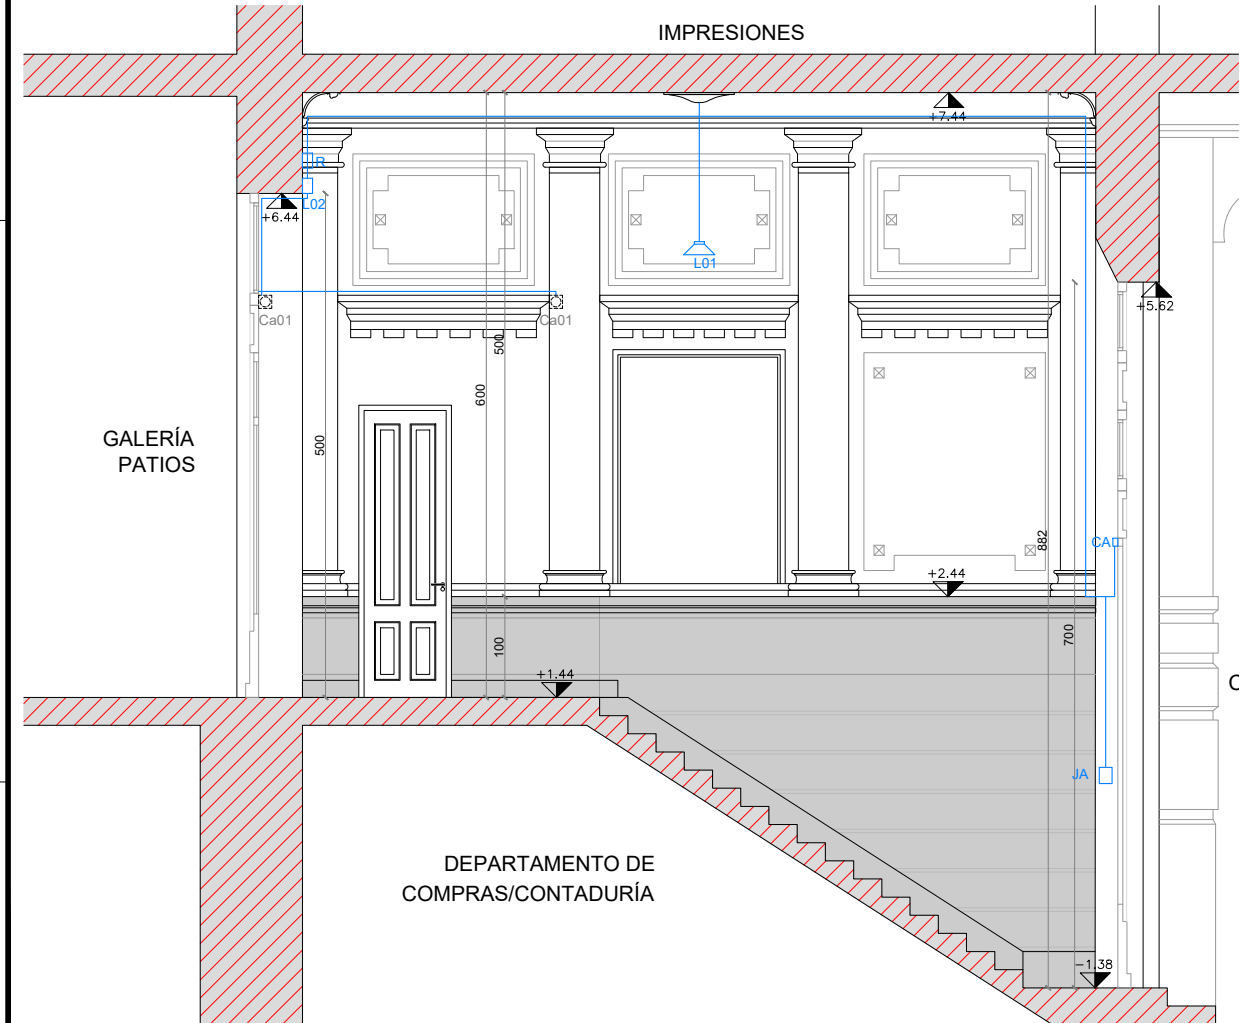 IMPRESIONES
+7.44
R
L02
+6.44
L01
+5.62
Ca01
Ca01
500
600
500
GALERÍA
PATIOS
882
CA
+2.44
100
700
+1.44
JA
DEPARTAMENTO DE
COMPRAS/CONTADURÍA
-1.38